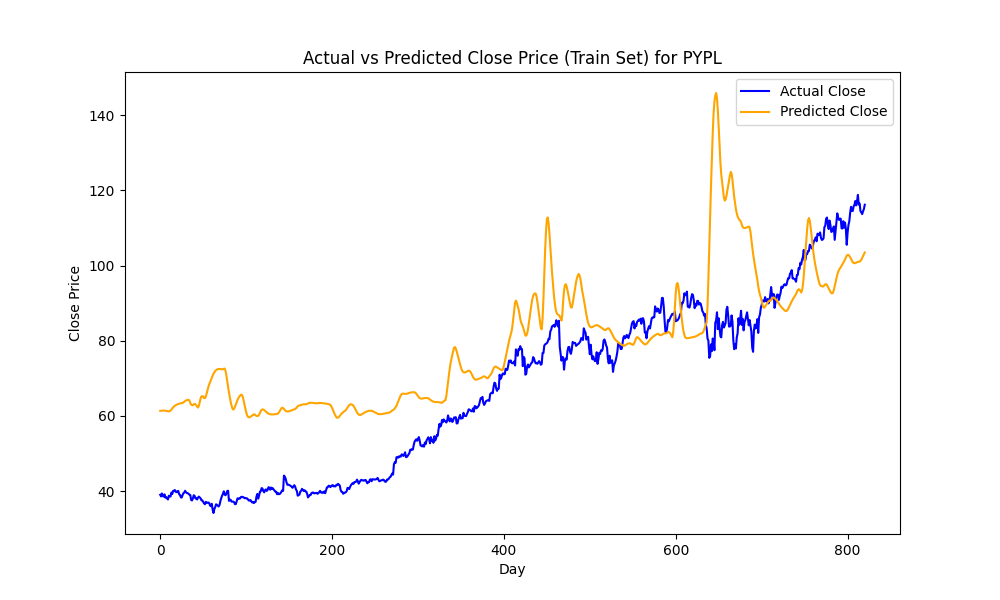 Actual vs Predicted Close Price (Train Set) for PYPL
Actual Close
Predicted Close
Close Price
140
120
100
80
60
40
0
200
400
600
800
Day